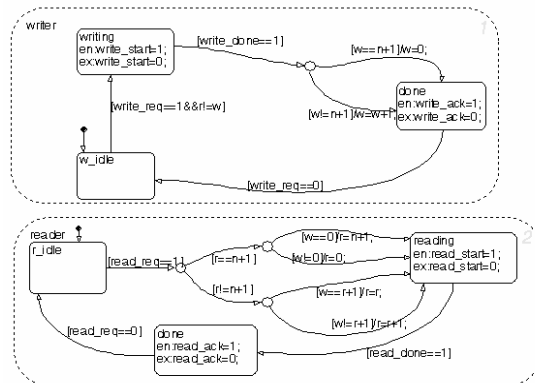 writer
1
writing
en:write_start=1;
ex:write_start=0;
[write_done==1]
[w==n+1]/w=0;
done
en:write_ack=1;
ex:write_ack=0;
[w!=n+1]/w=w+1;
[write_req==1&&r!=w]
w_idle
[write_req==0]
reader
2
r_idle
[read_req==1]
[r==n+1]
[w==0]/r=n+1;
[w!=0]/r=0;
reading
en:read_start=1;
ex:read_start=0;
[r!=n+1]
[w==r+1]/r=r;
[w!=r+1]/r=r+1;
[read_req==0]
done
en:read_ack=1;
ex:read_ack=0;
[read_done==1]